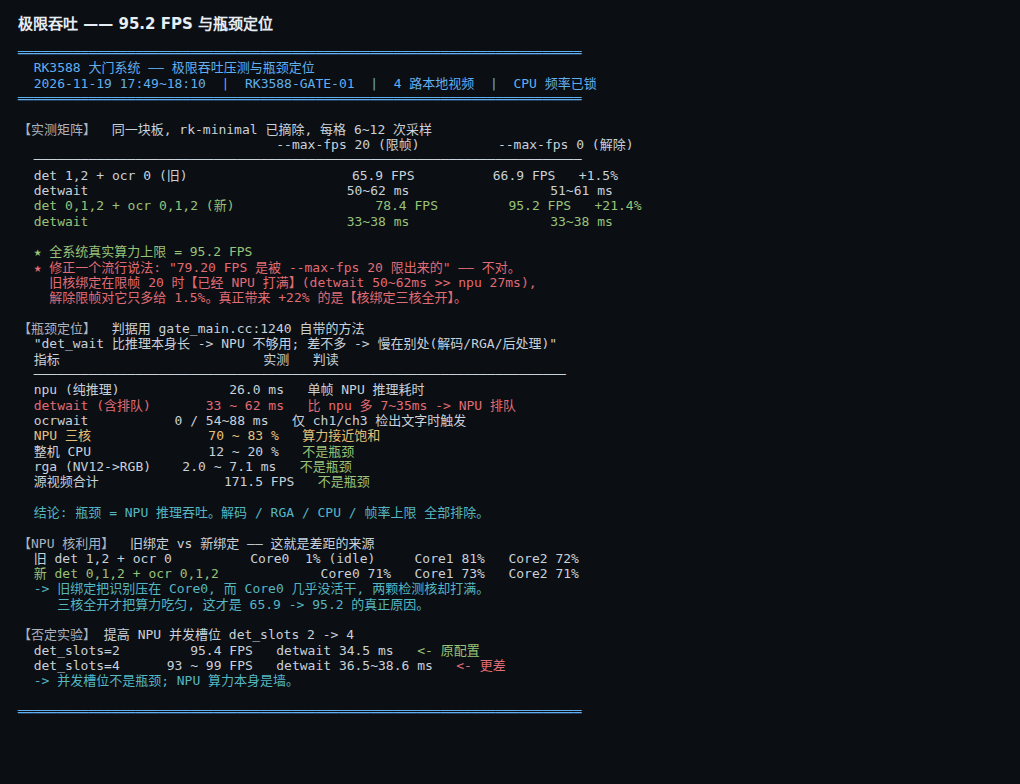 极限吞吐 —— 95.2 FPS 与瓶颈定位
RK3588 大门系统 —— 极限吞吐压测与瓶颈定位
2026-11-19 17:49~18:10 | RK3588-GATE-01 | 4 路本地视频 | CPU 频率已锁
【实测矩阵】 同一块板, rk-minimal 已摘除, 每格 6~12 次采样
--max-fps 20 (限帧) --max-fps 0 (解除)
det 1,2 + ocr 0 (旧) 65.9 FPS 66.9 FPS +1.5%
detwait 50~62 ms 51~61 ms
det 0,1,2 + ocr 0,1,2 (新) 78.4 FPS 95.2 FPS +21.4%
detwait 33~38 ms 33~38 ms
★ 全系统真实算力上限 = 95.2 FPS
★ 修正一个流行说法: "79.20 FPS 是被 --max-fps 20 限出来的" —— 不对。
旧核绑定在限帧 20 时【已经 NPU 打满】(detwait 50~62ms >> npu 27ms),
解除限帧对它只多给 1.5%。真正带来 +22% 的是【核绑定三核全开】。
【瓶颈定位】 判据用 gate_main.cc:1240 自带的方法
"det_wait 比推理本身长 -> NPU 不够用; 差不多 -> 慢在别处(解码/RGA/后处理)"
指标 实测 判读
npu (纯推理) 26.0 ms 单帧 NPU 推理耗时
detwait (含排队) 33 ~ 62 ms 比 npu 多 7~35ms -> NPU 排队
ocrwait 0 / 54~88 ms 仅 ch1/ch3 检出文字时触发
NPU 三核 70 ~ 83 % 算力接近饱和
整机 CPU 12 ~ 20 % 不是瓶颈
rga (NV12->RGB) 2.0 ~ 7.1 ms 不是瓶颈
源视频合计 171.5 FPS 不是瓶颈
结论: 瓶颈 = NPU 推理吞吐。解码 / RGA / CPU / 帧率上限 全部排除。
【NPU 核利用】 旧绑定 vs 新绑定 —— 这就是差距的来源
旧 det 1,2 + ocr 0 Core0 1% (idle) Core1 81% Core2 72%
新 det 0,1,2 + ocr 0,1,2 Core0 71% Core1 73% Core2 71%
-> 旧绑定把识别压在 Core0, 而 Core0 几乎没活干, 两颗检测核却打满。
三核全开才把算力吃匀, 这才是 65.9 -> 95.2 的真正原因。
【否定实验】 提高 NPU 并发槽位 det_slots 2 -> 4
det_slots=2 95.4 FPS detwait 34.5 ms <- 原配置
det_slots=4 93 ~ 99 FPS detwait 36.5~38.6 ms <- 更差
-> 并发槽位不是瓶颈; NPU 算力本身是墙。